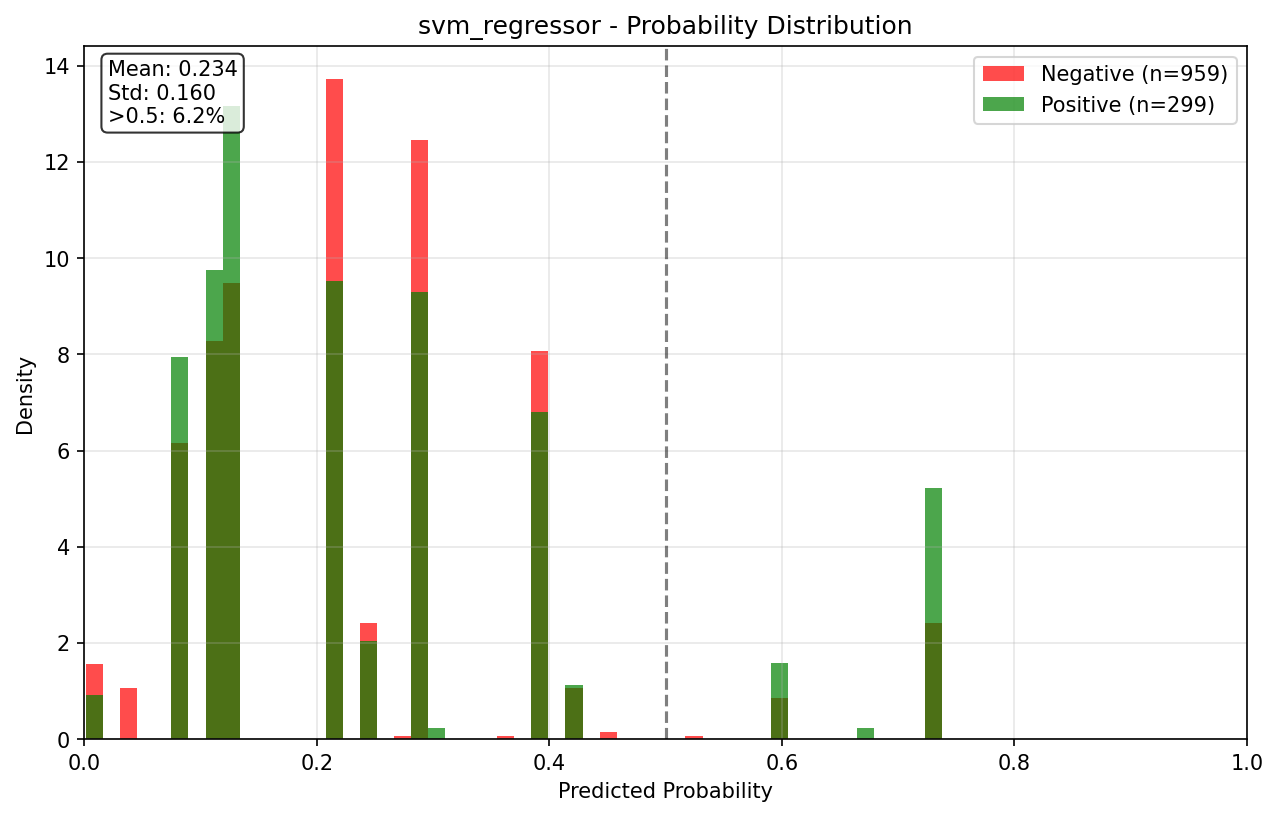 svm_regressor - Probability Distribution
Mean: 0.234
Std: 0.160
>0.5: 6.2%
Negative (n=959)
Positive (n=299)
14
12
10
8
6
4
2
0
Density
0.0 0.2 0.4 0.6 0.8 1.0
Predicted Probability